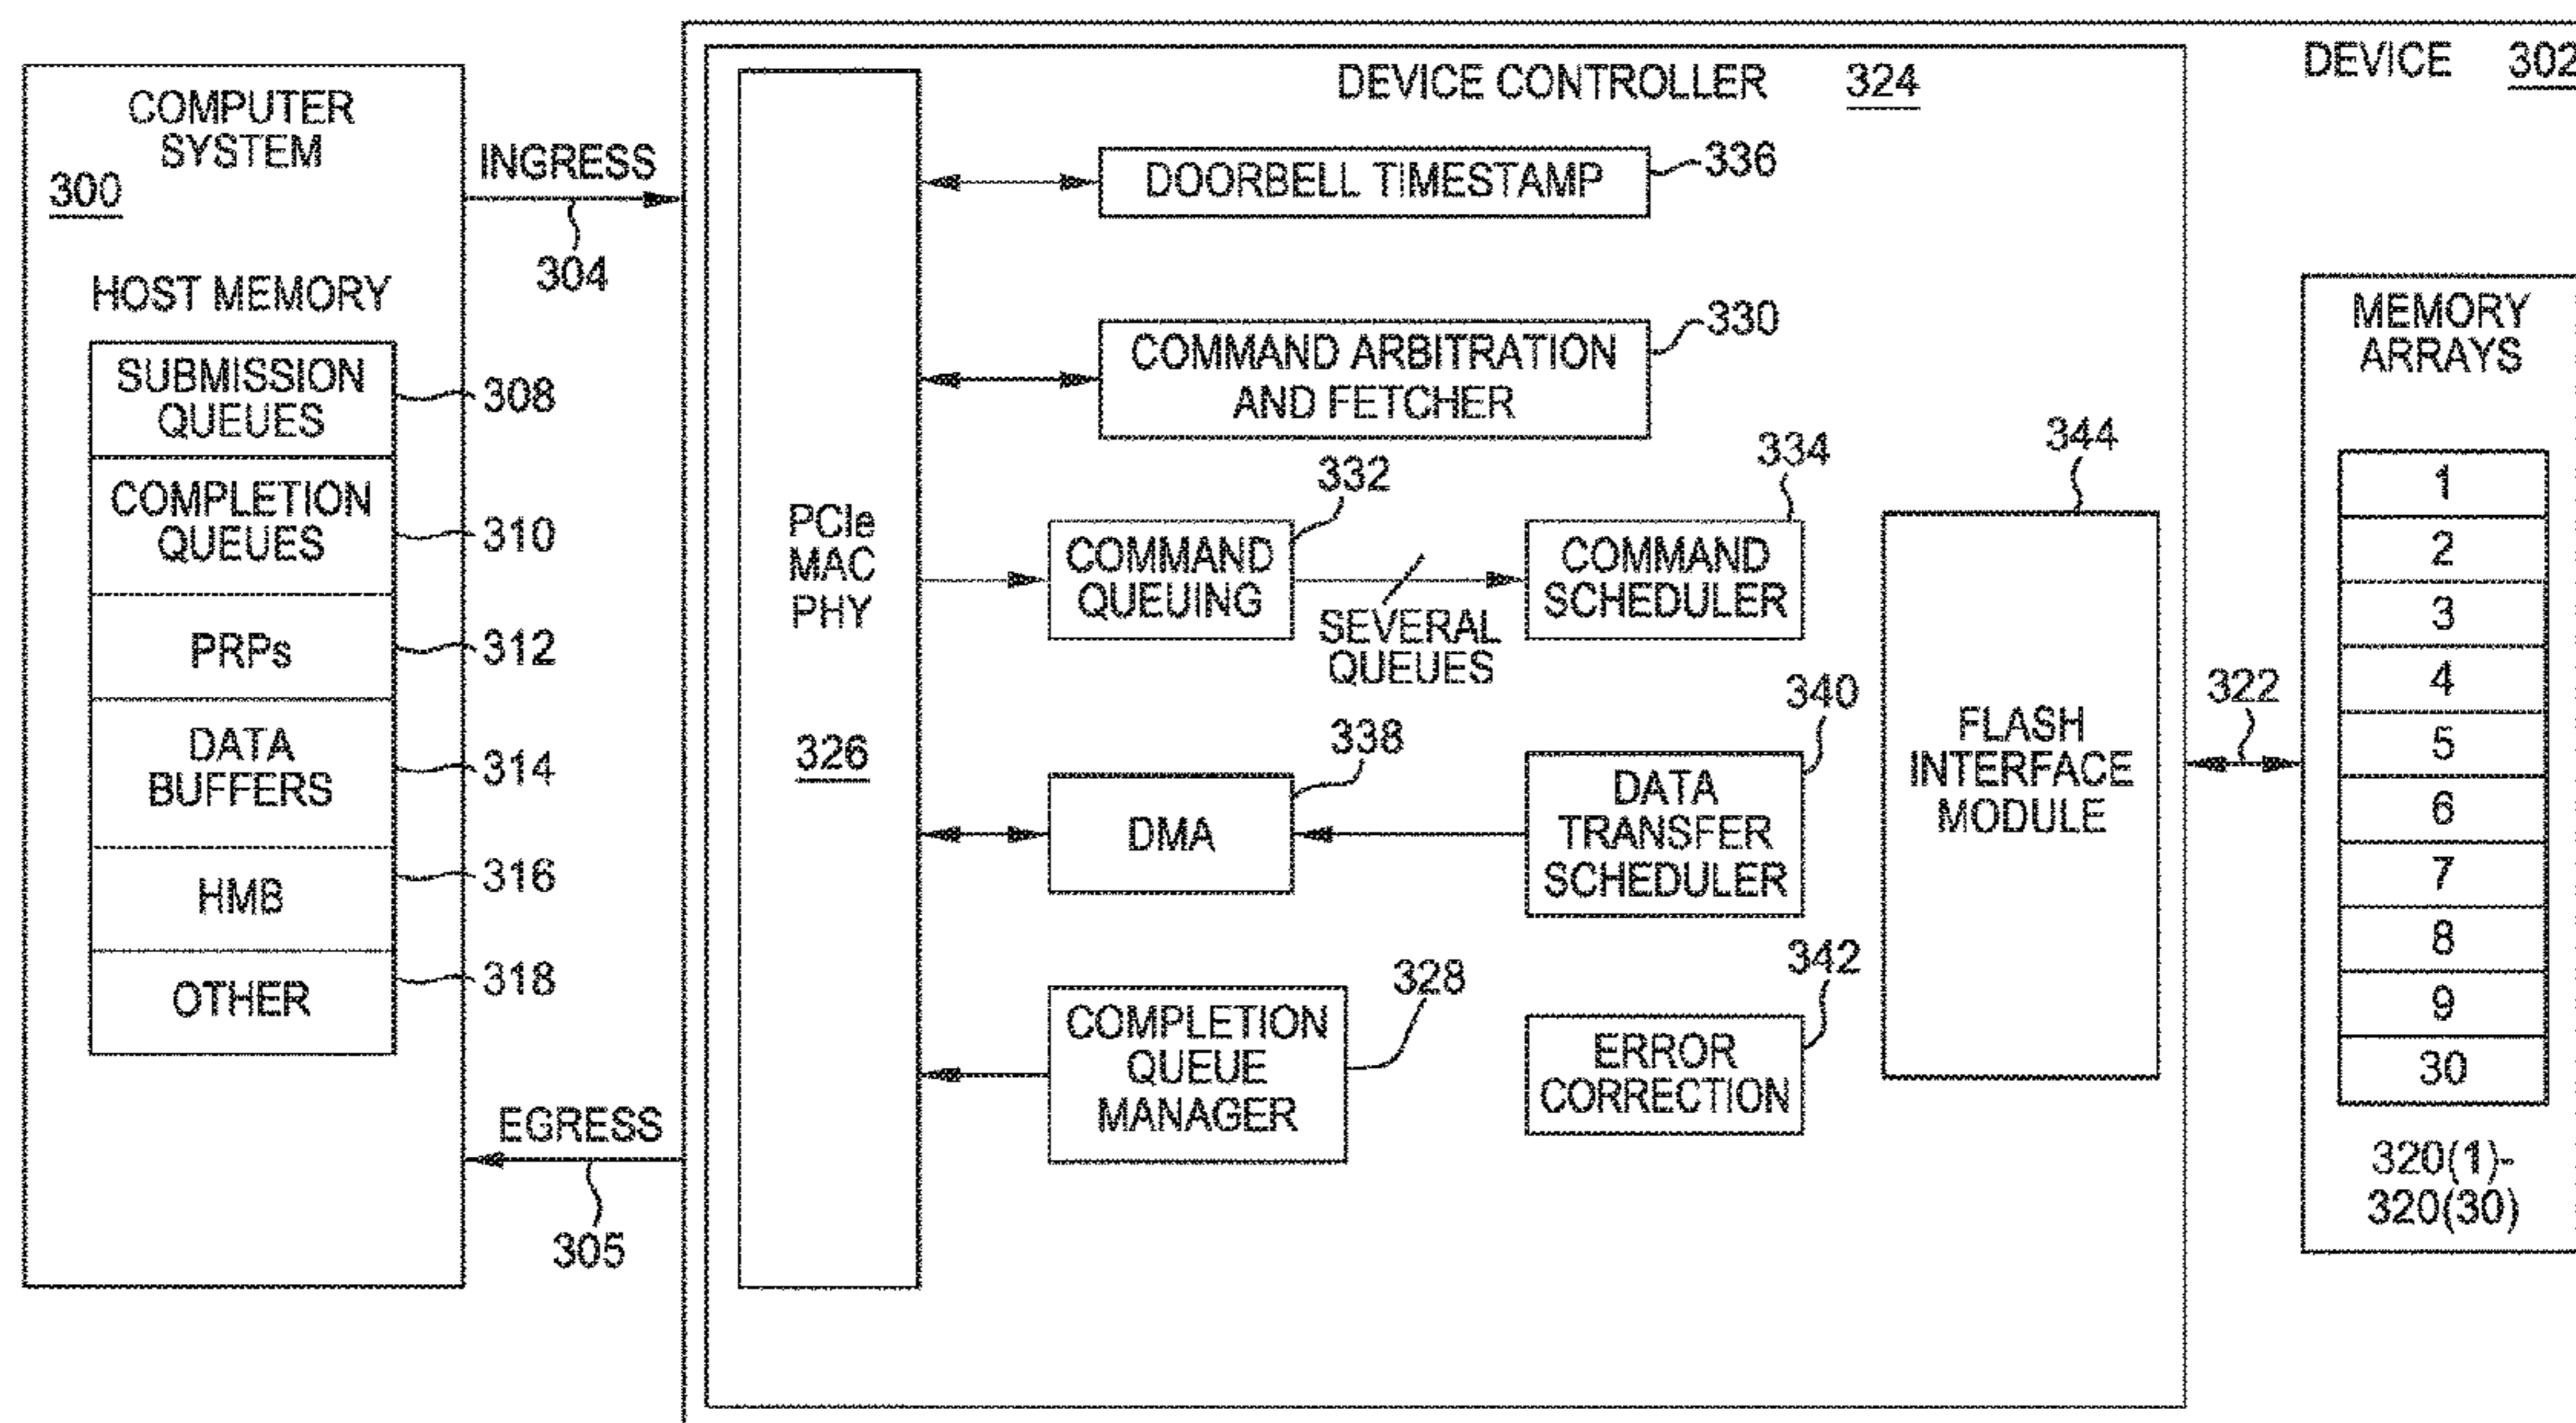 COMPUTER
SYSTEM
300
HOST MEMORY
SUBMISSION
QUEUES
308
COMPLETION
QUEUES
310
PRPs
312
DATA
BUFFERS
314
HMB
316
OTHER
318
INGRESS
304
EGRESS
305
DEVICE 302
DEVICE CONTROLLER 324
PCIe
MAC
PHY
326
DOORBELL TIMESTAMP
336
COMMAND ARBITRATION
AND FETCHER
330
COMMAND
QUEUING
332
SEVERAL
QUEUES
COMMAND
SCHEDULER
334
DMA
338
DATA
TRANSFER
SCHEDULER
340
COMPLETION
QUEUE
MANAGER
328
ERROR
CORRECTION
342
FLASH
INTERFACE
MODULE
344
322
MEMORY
ARRAYS
1
2
3
4
5
6
7
8
9
30
320(1)-
320(30)